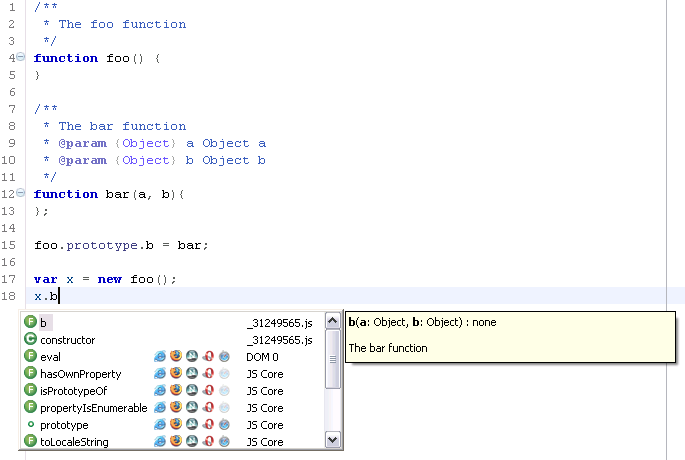 1 /**
2 * The foo function
3 */
4 function foo() {
5 }
6
7 /**
8 * The bar function
9 * @param {Object} a Object a
10 * @param {Object} b Object b
11 */
12 function bar(a, b){
13 };
14
15 foo.prototype.b = bar;
16
17 var x = new foo();
18 x.b
b _31249565.js
constructor _31249565.js
eval DOM 0
hasOwnProperty JS Core
isPrototypeOf JS Core
propertyIsEnumerable JS Core
prototype JS Core
toLocaleString JS Core
b(a: Object, b: Object) : none
The bar function